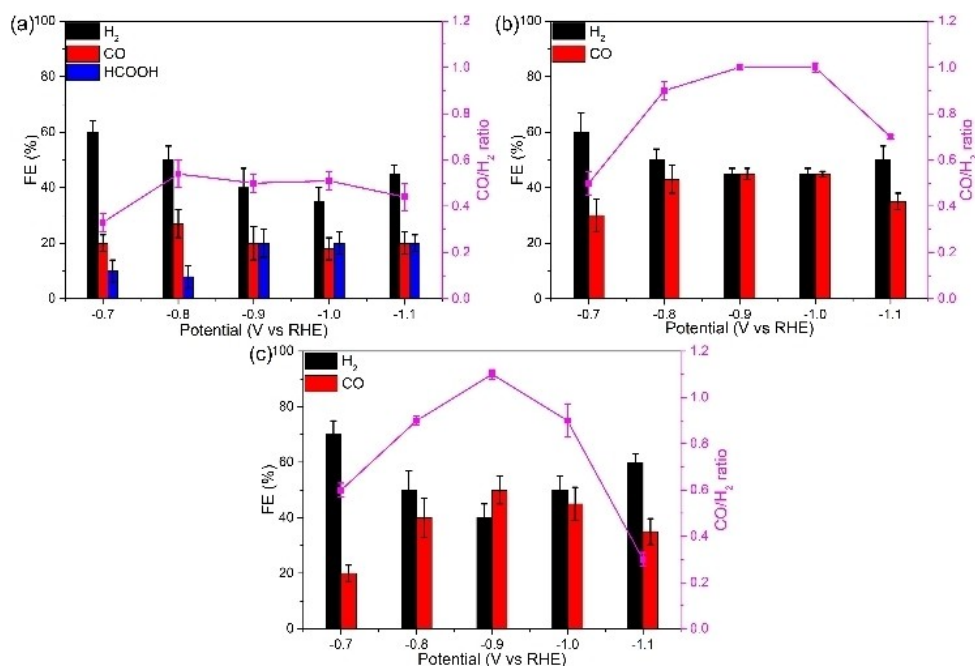 (a)
100
80
60
40
20
0
FE (%)
H2
CO
HCOOH
1.2
1.0
0.8
0.6
0.4
0.2
0.0
CO/H2 ratio
-0.7 -0.8 -0.9 -1.0 -1.1
Potential (V vs RHE)
(b)
100
80
60
40
20
0
FE (%)
H2
CO
1.2
1.0
0.8
0.6
0.4
0.2
0.0
CO/H2 ratio
-0.7 -0.8 -0.9 -1.0 -1.1
Potential (V vs RHE)
(c)
100
80
60
40
20
0
FE (%)
H2
CO
1.2
1.0
0.8
0.6
0.4
0.2
0.0
CO/H2 ratio
-0.7 -0.8 -0.9 -1.0 -1.1
Potential (V vs RHE)